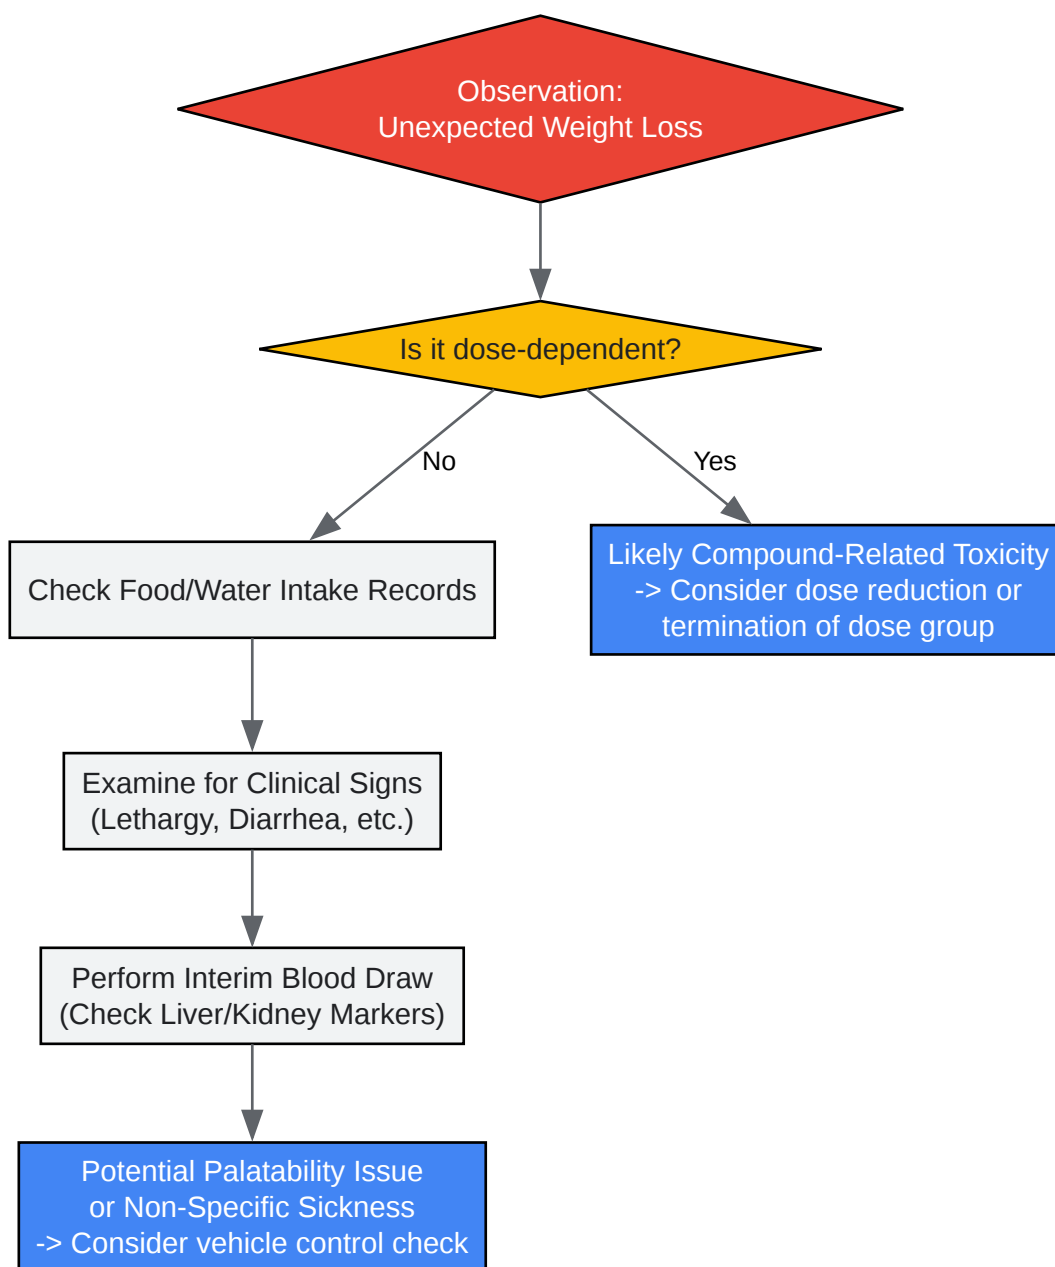 Observation:
Unexpected Weight Loss
Is it dose-dependent?
No
Yes
Check Food/Water Intake Records
Likely Compound-Related Toxicity
-> Consider dose reduction or
termination of dose group
Examine for Clinical Signs
(Lethargy, Diarrhea, etc.)
Perform Interim Blood Draw
(Check Liver/Kidney Markers)
Potential Palatability Issue
or Non-Specific Sickness
-> Consider vehicle control check